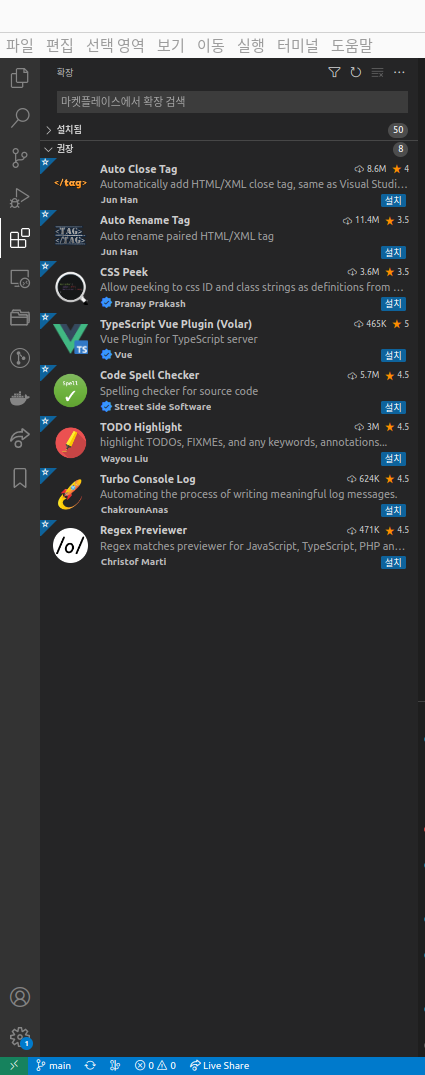 파일 편집 선택 영역 보기 이동 실행 터미널 도움말
확장
마켓플레이스에서 확장 검색
설치됨 50
권장 8
</tag>
Auto Close Tag 8.6M ★ 4
Automatically add HTML/XML close tag, same as Visual Studi...
Jun Han 설치
<TAG>
</TAG>
Auto Rename Tag 11.4M ★ 3.5
Auto rename paired HTML/XML tag
Jun Han 설치
CSS Peek 3.6M ★ 3.5
Allow peeking to css ID and class strings as definitions from ...
Pranay Prakash 설치
TS
TypeScript Vue Plugin (Volar) 465K ★ 5
Vue Plugin for TypeScript server
Vue 설치
Spell
Code Spell Checker 5.7M ★ 4.5
Spelling checker for source code
Street Side Software 설치
TODO Highlight 3M ★ 4.5
highlight TODOs, FIXMEs, and any keywords, annotations...
Wayou Liu 설치
Turbo Console Log 624K ★ 4.5
Automating the process of writing meaningful log messages.
ChakrounAnas 설치
/o/
Regex Previewer 471K ★ 4.5
Regex matches previewer for JavaScript, TypeScript, PHP an...
Christof Marti 설치
1
main 0 0 Live Share